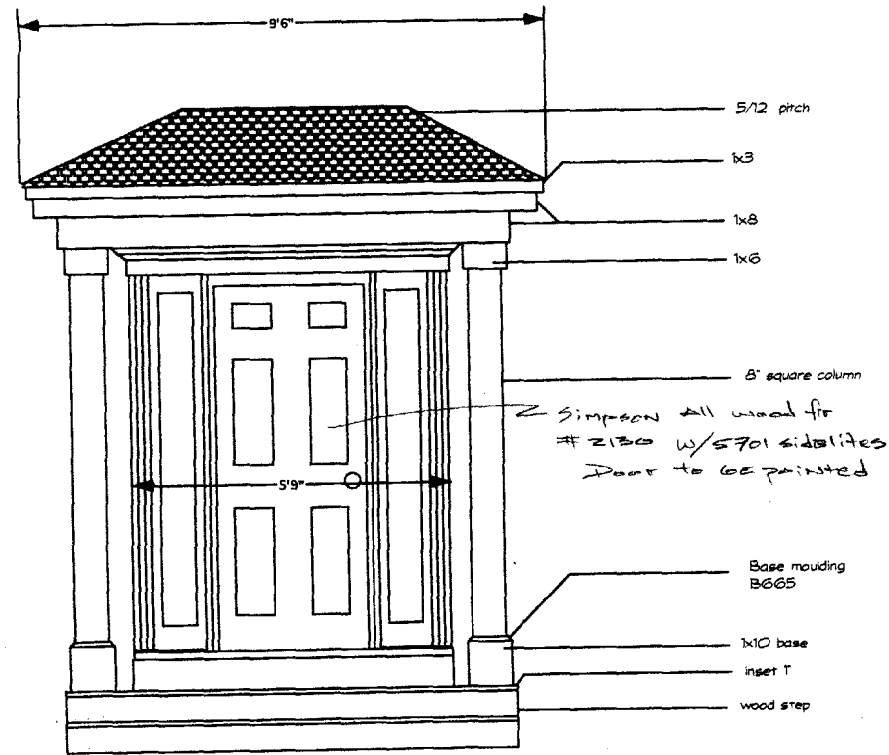 9'6"
5/12 pitch
1x3
1x8
1x6
8" square column
Simpson All wood fir
# 2130 w/5701 sidelites
Door to be painted
5'9"
Base moulding
B665
1x10 base
inset 1"
wood step